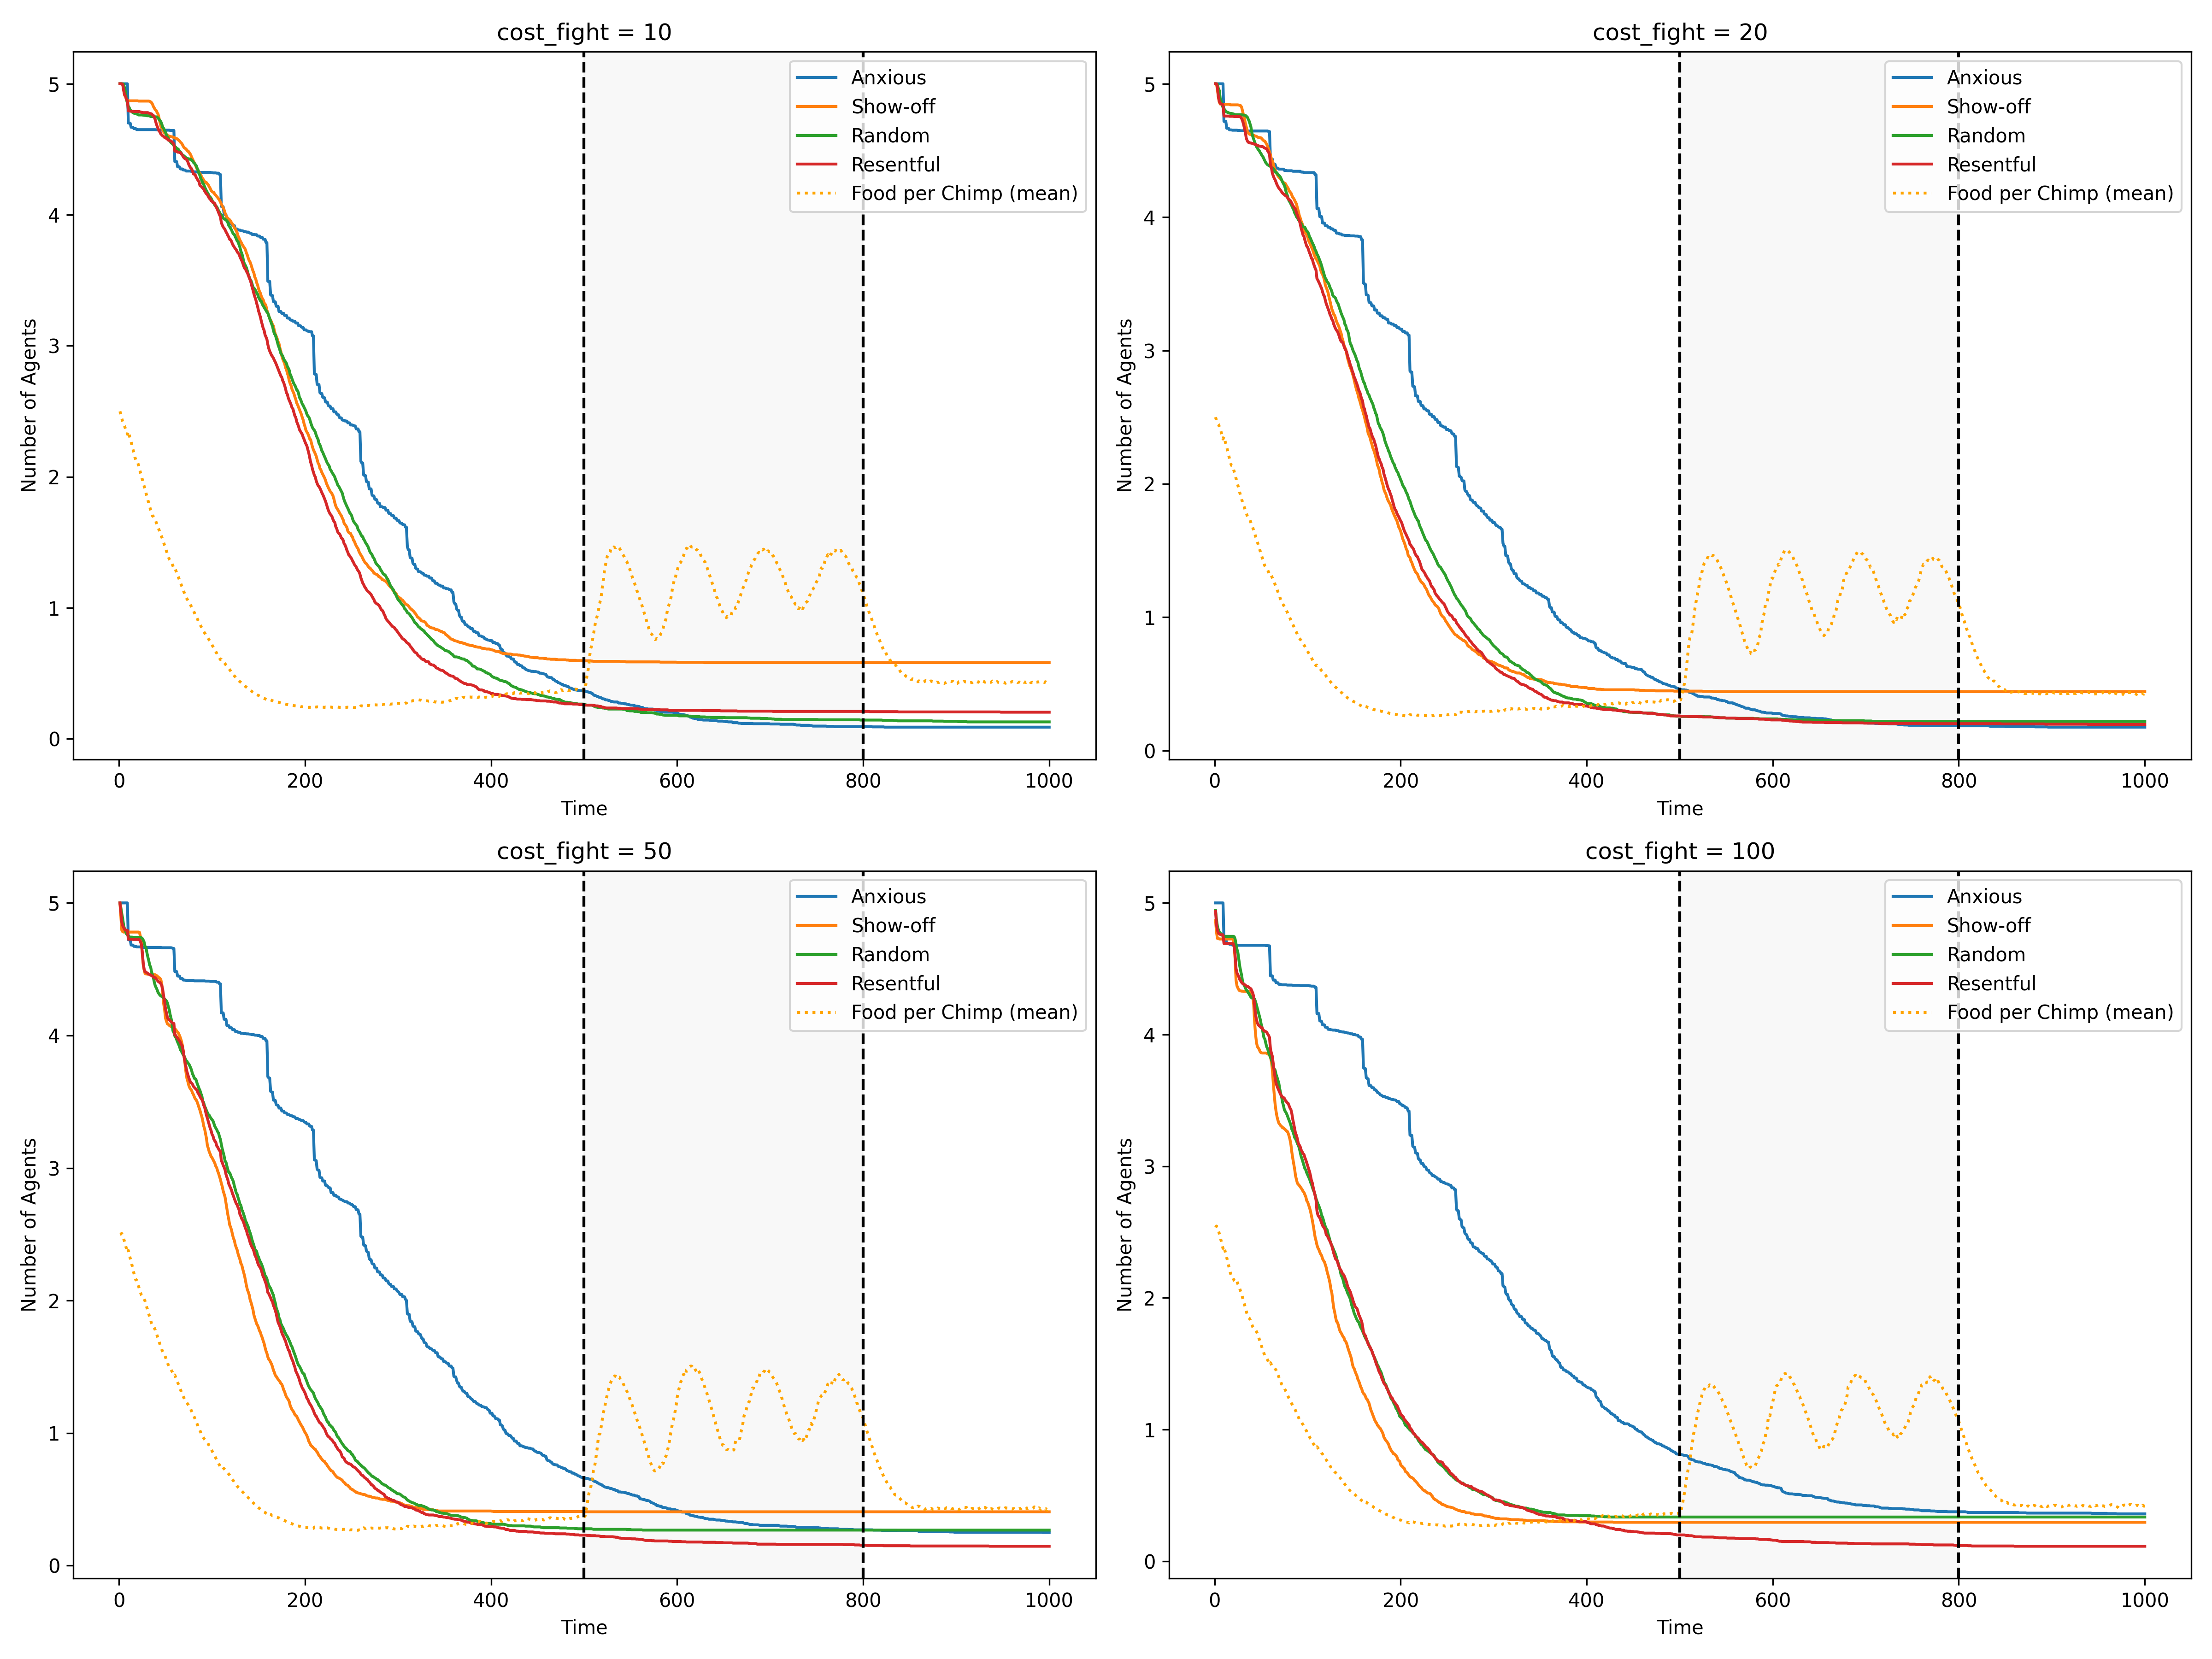 cost_fight = 10
Number of Agents
5
4
3
2
1
0
Anxious
Show-off
Random
Resentful
Food per Chimp (mean)
0 200 400 600 800 1000
Time
cost_fight = 20
Number of Agents
5
4
3
2
1
0
Anxious
Show-off
Random
Resentful
Food per Chimp (mean)
0 200 400 600 800 1000
Time
cost_fight = 50
Number of Agents
5
4
3
2
1
0
Anxious
Show-off
Random
Resentful
Food per Chimp (mean)
0 200 400 600 800 1000
Time
cost_fight = 100
Number of Agents
5
4
3
2
1
0
Anxious
Show-off
Random
Resentful
Food per Chimp (mean)
0 200 400 600 800 1000
Time